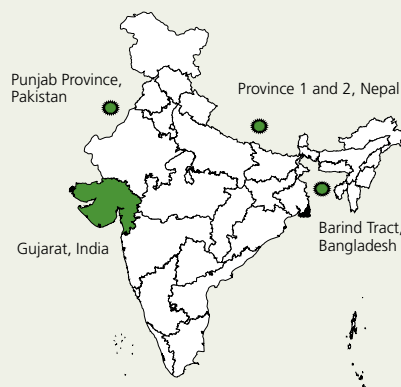 Punjab Province,
Pakistan
Province 1 and 2, Nepal
Gujarat, India
Barind Tract,
Bangladesh